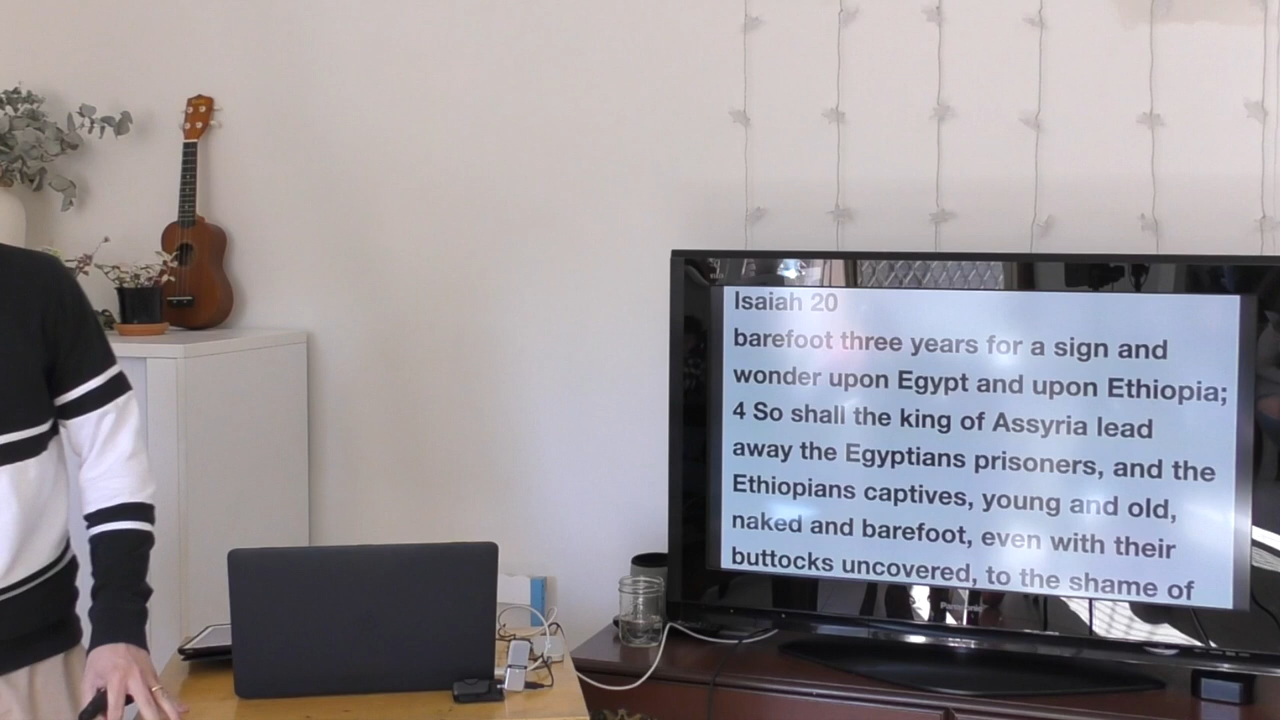 Isaiah 20
barefoot three years for a sign and
wonder upon Egypt and upon Ethiopia;
4 So shall the king of Assyria lead
away the Egyptians prisoners, and the
Ethiopians captives, young and old,
naked and barefoot, even with their
buttocks uncovered, to the shame of
Panasonic